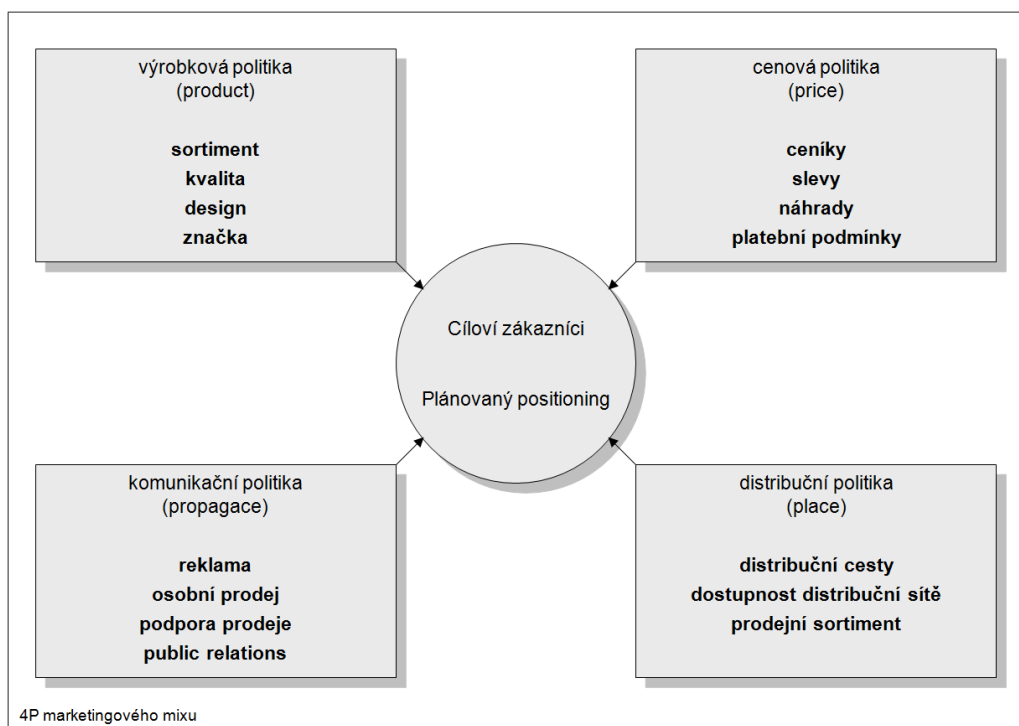 výrobková politika
(product)
sortiment
kvalita
design
značka
cenová politika
(price)
ceníky
slevy
náhrady
platební podmínky
Cíloví zákazníci
Plánovaný positioning
komunikační politika
(propagace)
reklama
osobní prodej
podpora prodeje
public relations
distribuční politika
(place)
distribuční cesty
dostupnost distribuční sítě
prodejní sortiment
4P marketingového mixu